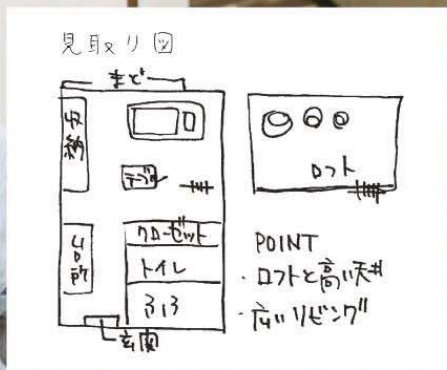 見取り図
まど
収納
テーブル
ロフト
クローゼット
台所
トイレ
ふろ
玄関
POINT
・ロフトと高い天井
・広いリビング